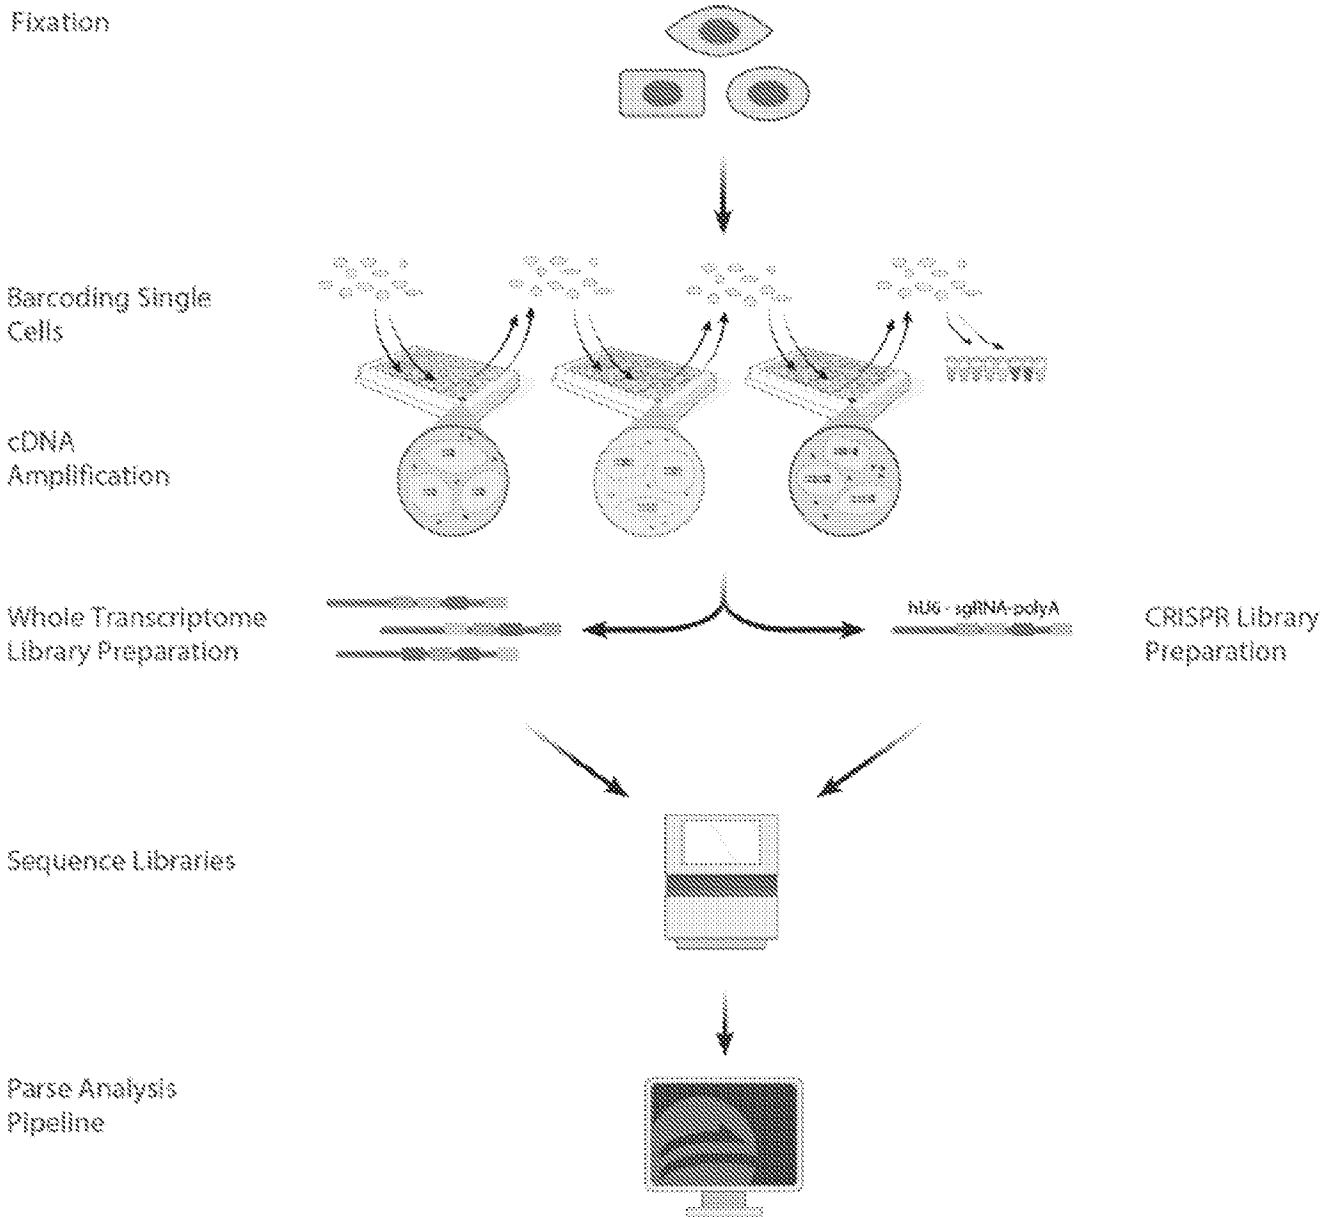 Fixation
Barcoding Single
Cells
cDNA
Amplification
Whole Transcriptome
Library Preparation
hU6 - sgRNA-polyA
CRISPR Library
Preparation
Sequence Libraries
Parse Analysis
Pipeline